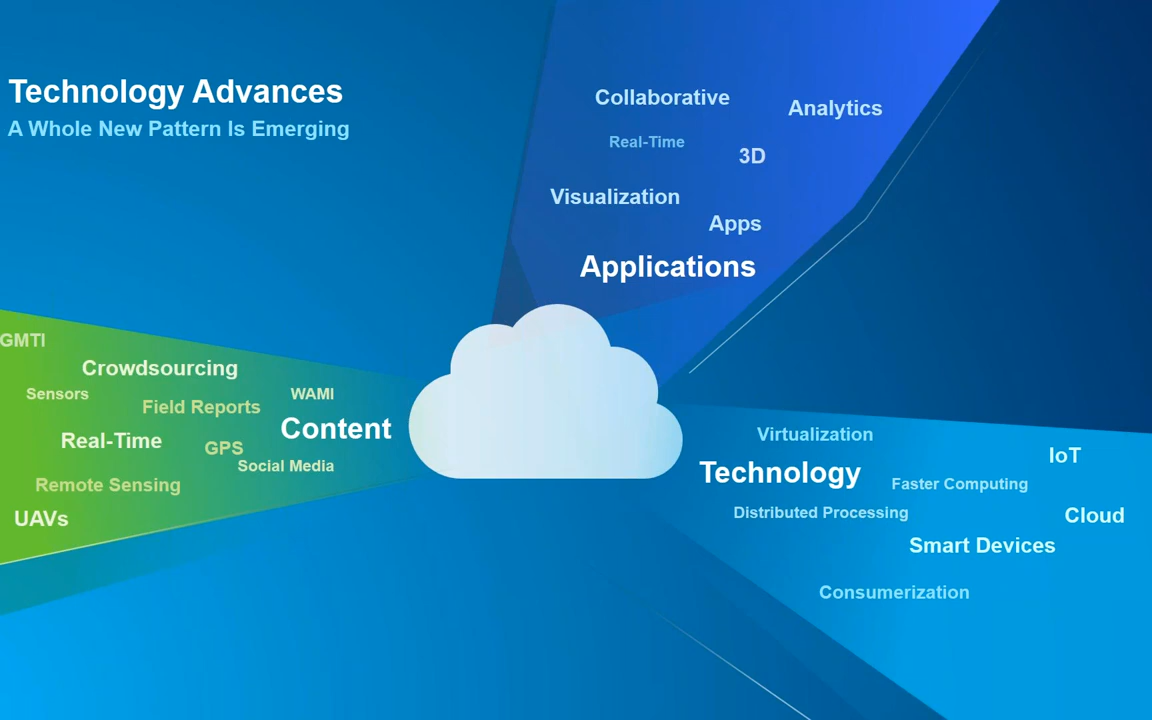 Technology Advances
A Whole New Pattern Is Emerging
Collaborative
Analytics
Real-Time
3D
Visualization
Apps
Applications
GMTI
Crowdsourcing
Sensors
WAMI
Field Reports
Content
Real-Time
GPS
Social Media
Remote Sensing
UAVs
Virtualization
IoT
Technology
Faster Computing
Distributed Processing
Cloud
Smart Devices
Consumerization